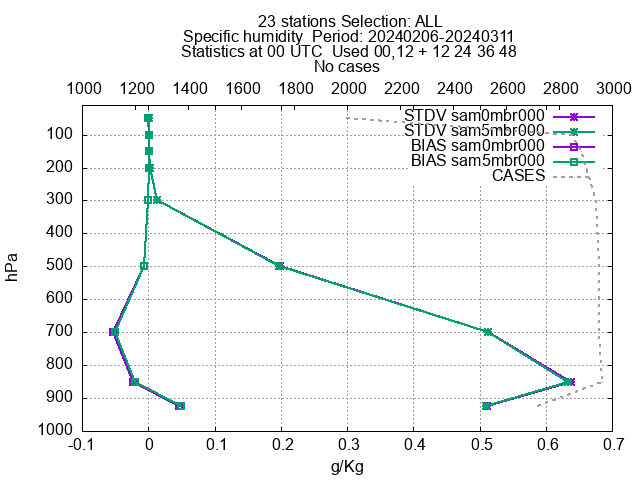 23 stations Selection: ALL
Specific humidity  Period: 20240206-20240311
Statistics at 00 UTC  Used 00,12 + 12 24 36 48
No cases
1000 1200 1400 1600 1800 2000 2200 2400 2600 2800 3000
STDV sam0mbr000
STDV sam5mbr000
BIAS sam0mbr000
BIAS sam5mbr000
CASES
100
200
300
400
500
600
700
800
900
1000
hPa
-0.1 0 0.1 0.2 0.3 0.4 0.5 0.6 0.7
g/Kg